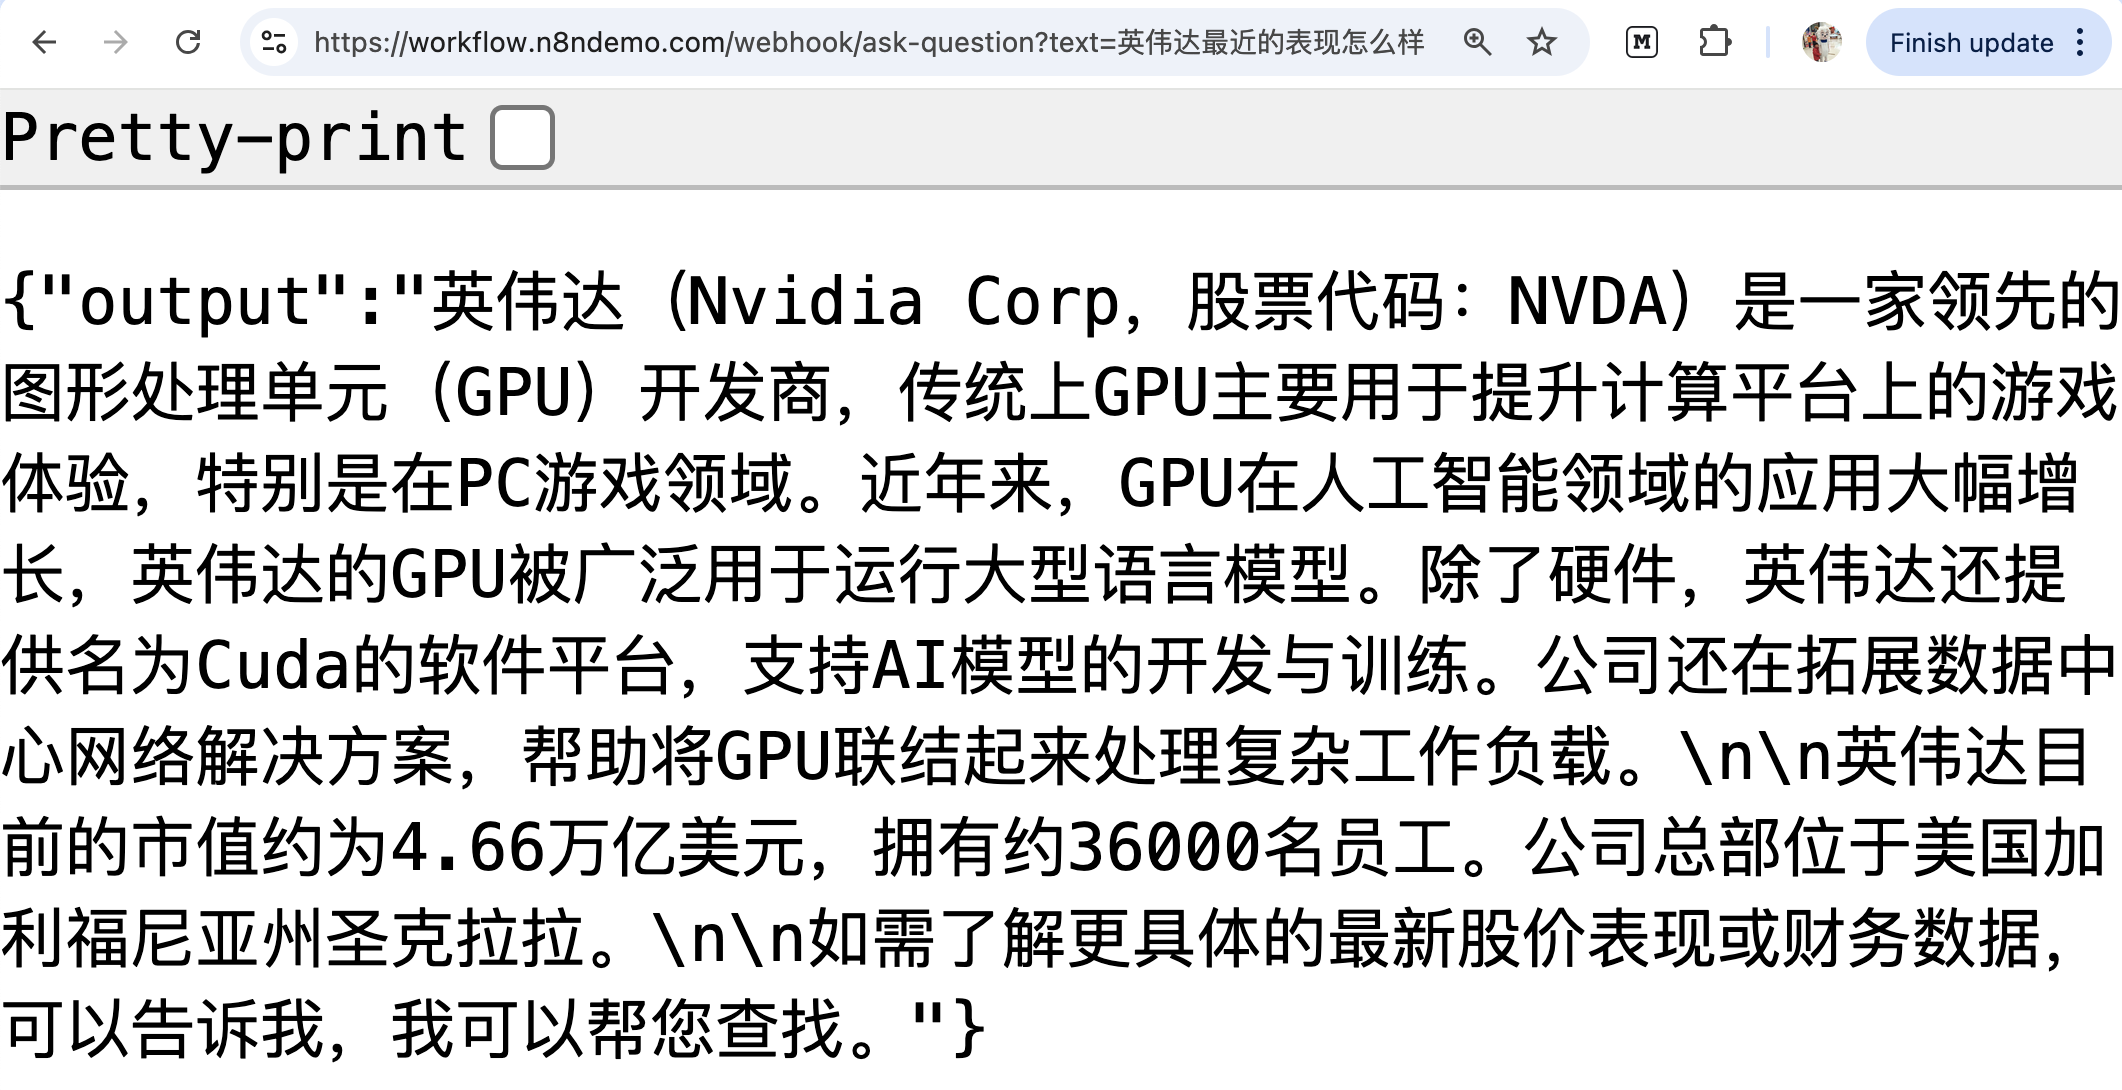 https://workflow.n8ndemo.com/webhook/ask-question?text=英伟达最近的表现怎么样
M
Finish update
Pretty-print
{"output":"英伟达（Nvidia Corp，股票代码：NVDA）是一家领先的
图形处理单元（GPU）开发商，传统上GPU主要用于提升计算平台上的游戏
体验，特别是在PC游戏领域。近年来，GPU在人工智能领域的应用大幅增
长，英伟达的GPU被广泛用于运行大型语言模型。除了硬件，英伟达还提
供名为Cuda的软件平台，支持AI模型的开发与训练。公司还在拓展数据中
心网络解决方案，帮助将GPU联结起来处理复杂工作负载。\n\n英伟达目
前的市值约为4.66万亿美元，拥有约36000名员工。公司总部位于美国加
利福尼亚州圣克拉拉。\n\n如需了解更具体的最新股价表现或财务数据，
可以告诉我，我可以帮您查找。"}